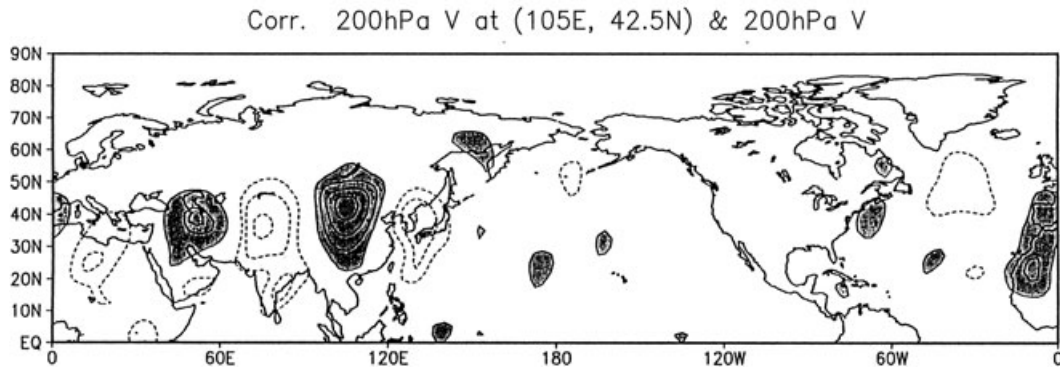 Corr. 200hPa V at (105E, 42.5N) & 200hPa V
90N
80N
70N
60N
50N
40N
30N
20N
10N
EQ
0 60E 120E 180 120W 60W 0